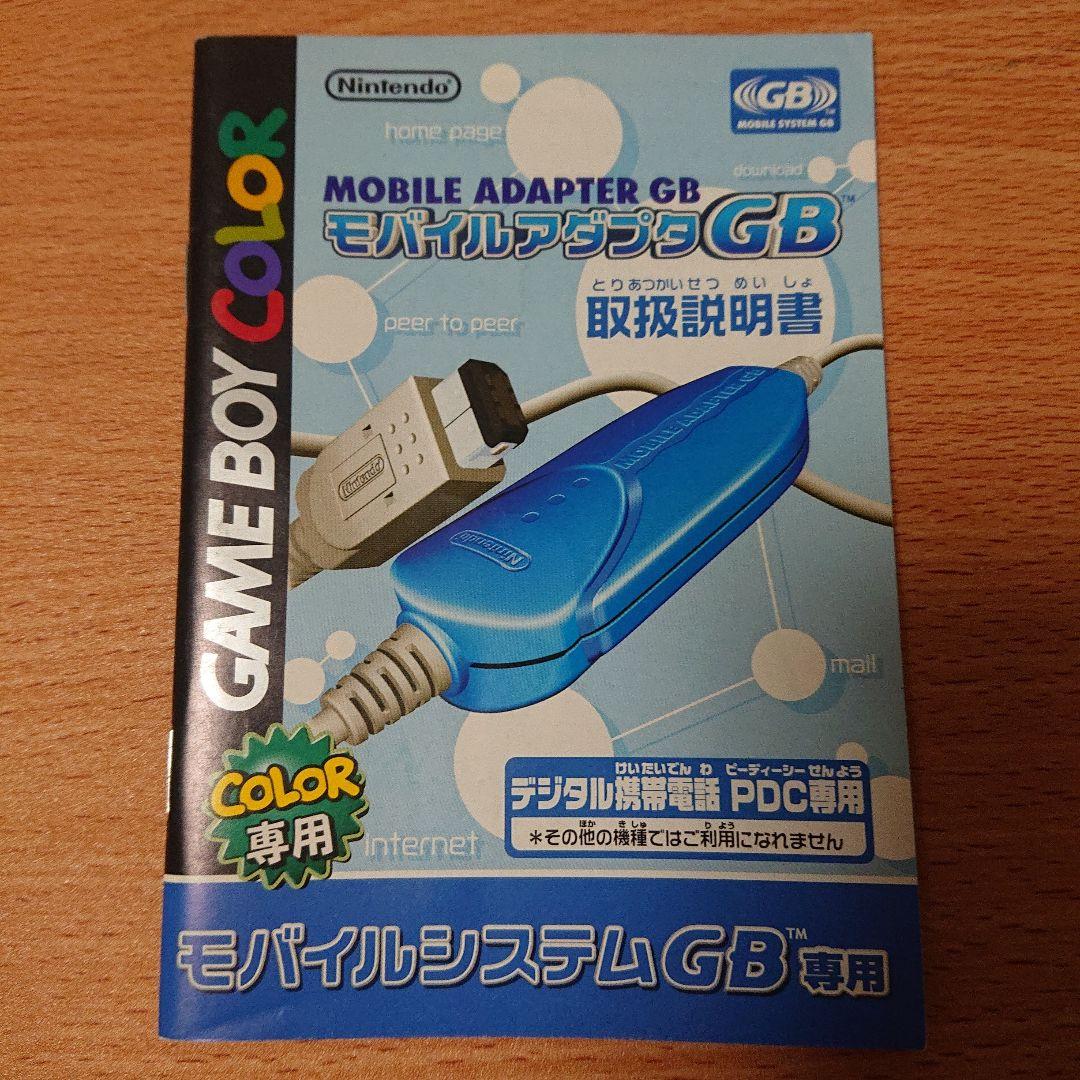 Nintendo
GB
TM
MOBILE SYSTEM GB
home page
download
MOBILE ADAPTER GB
モバイルアダプタGB™
とりあつかいせつめいしょ
取扱説明書
peer to peer
GAME BOY COLOR
MOBILE ADAPTER GB
Nintendo
Nintendo
mail
けいたいでんわ ピーディーシーせんよう
デジタル携帯電話 PDC専用
ほか きしゅ りよう
*その他の機種ではご利用になれません
COLOR
専用
internet
モバイルシステムGB™専用